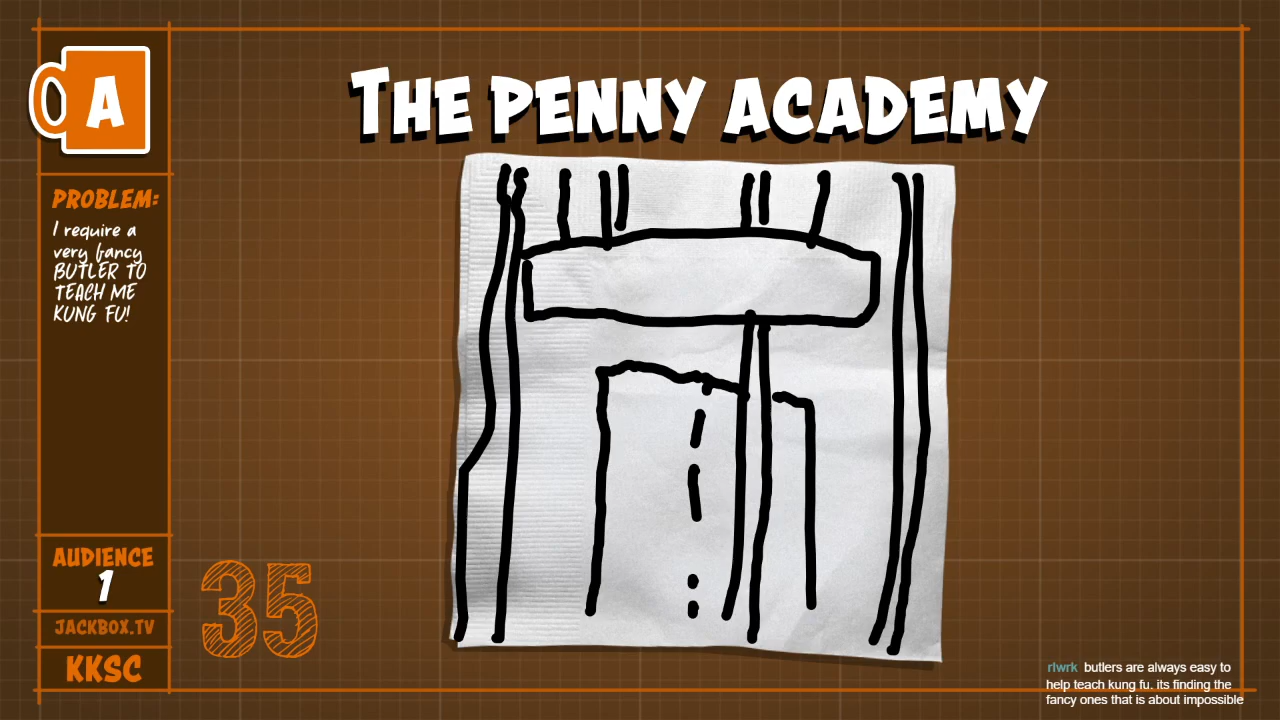 A
THE PENNY ACADEMY
PROBLEM:
I require a
very fancy
BUTLER TO
TEACH ME
KUNG FU!
AUDIENCE
1
35
JACKBOX.TV
KKSC
rlwrk butlers are always easy to
help teach kung fu. its finding the
fancy ones that is about impossible